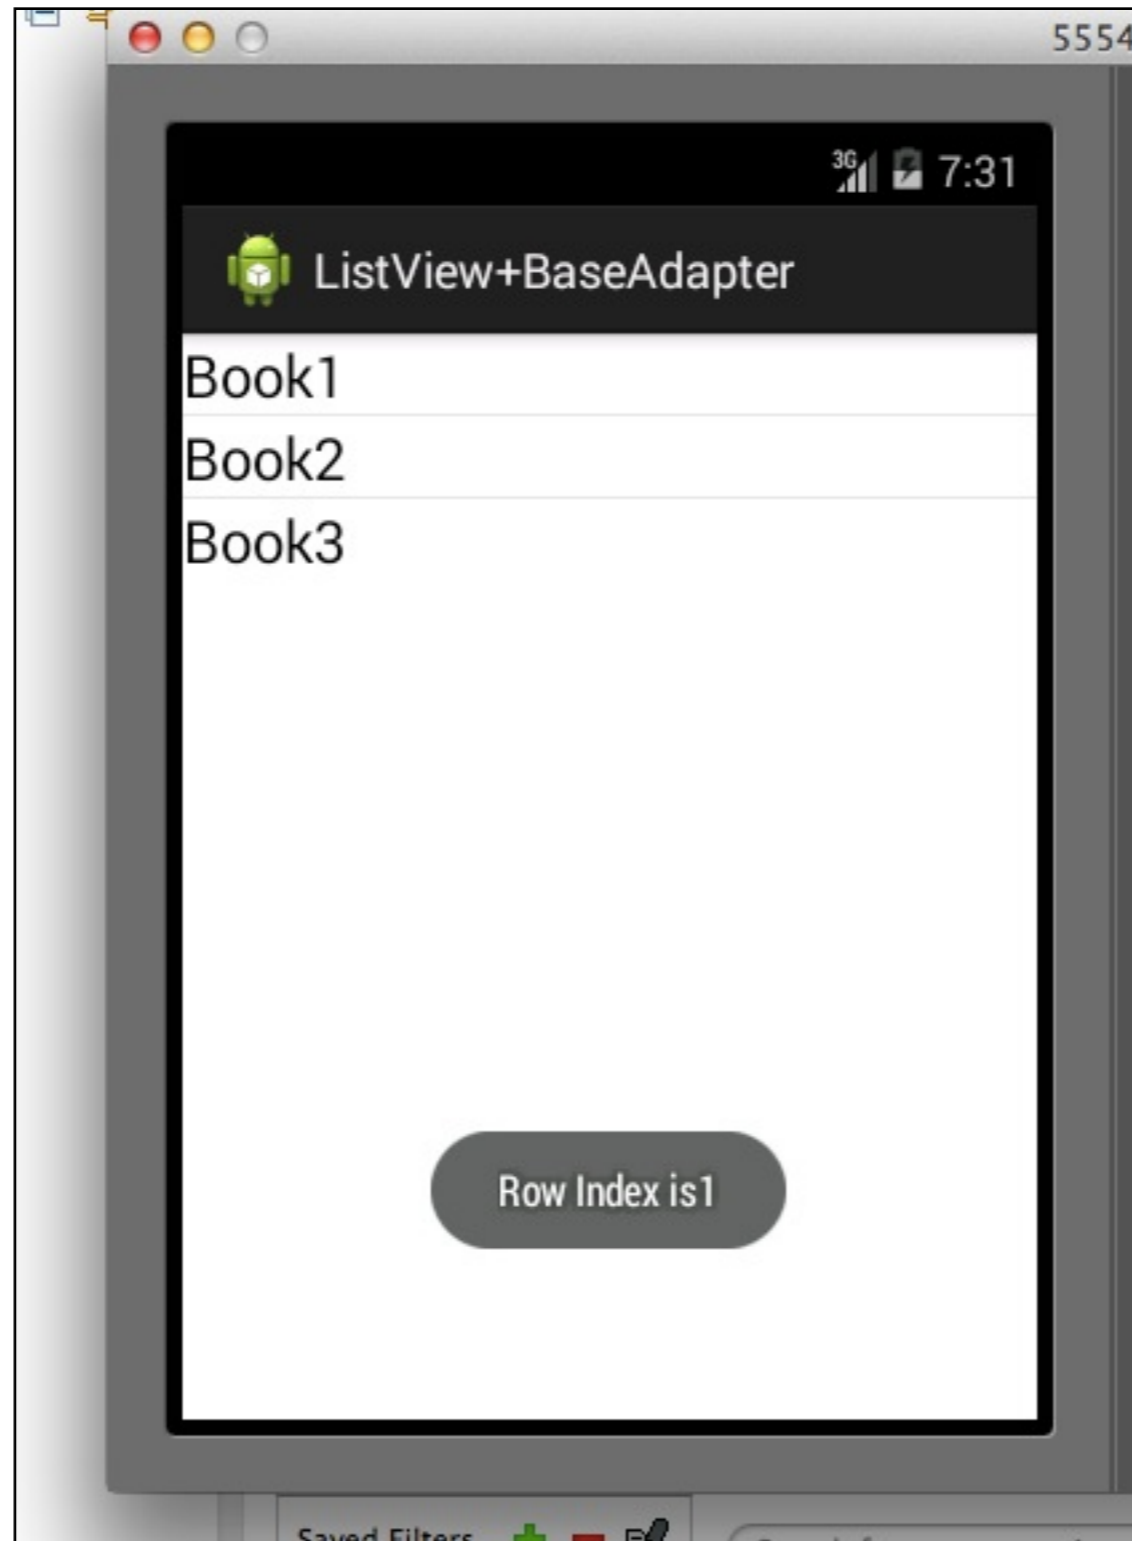 5554
3G 7:31
ListView+BaseAdapter
Book1
Book2
Book3
Row Index is1
Saved Filters